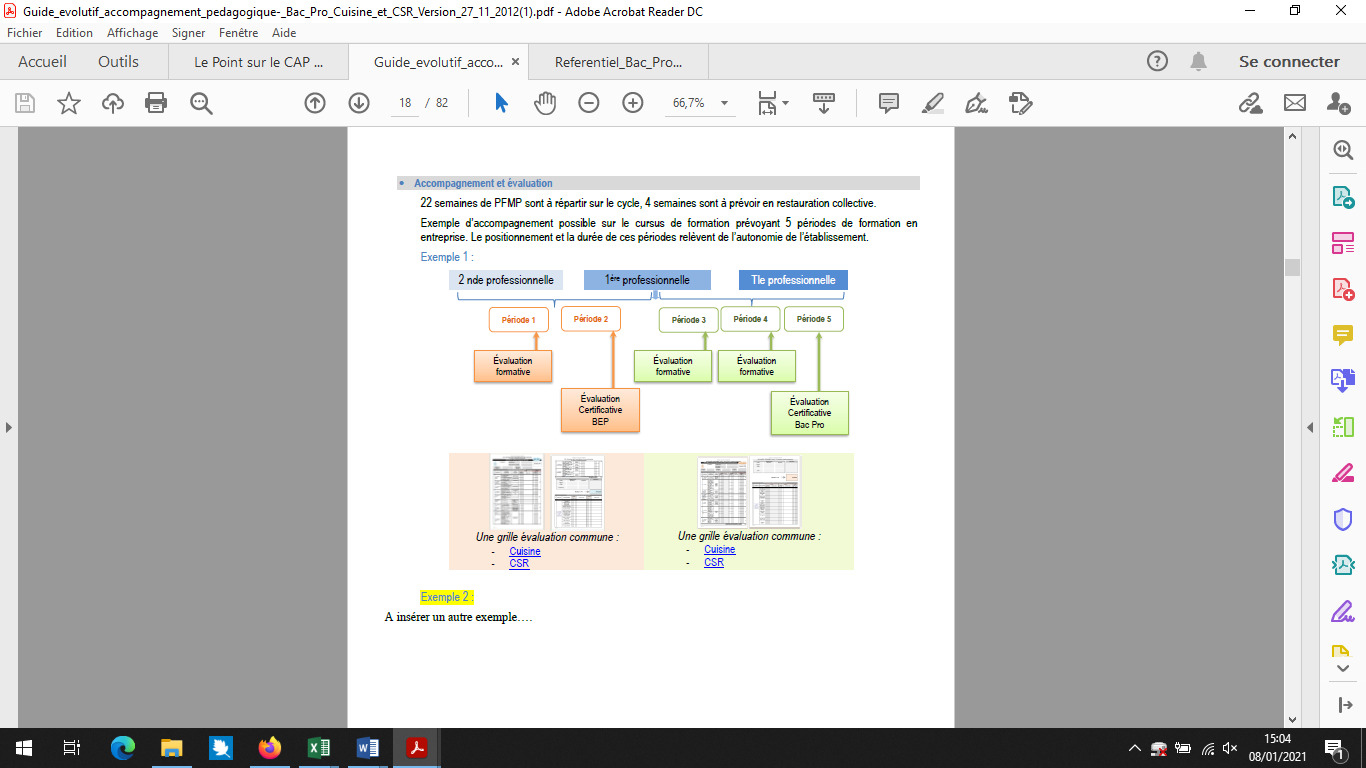 Guide_evolutif_accompagnement_pedagogique-_Bac_Pro_Cuisine_et_CSR_Version_27_11_2012(1).pdf - Adobe Acrobat Reader DC
Fichier Edition Affichage Signer Fenêtre Aide
Accueil Outils Le Point sur le CAP ... Guide_evolutif_acco... × Referentiel_Bac_Pro... Se connecter
18 / 82 66,7%
• Accompagnement et évaluation
22 semaines de PFMP sont à répartir sur le cycle, 4 semaines sont à prévoir en restauration collective.
Exemple d'accompagnement possible sur le cursus de formation prévoyant 5 périodes de formation en
entreprise. Le positionnement et la durée de ces périodes relèvent de l'autonomie de l'établissement.
Exemple 1 :
2 nde professionnelle 1ère professionnelle Tle professionnelle
Période 1 Période 2 Période 3 Période 4 Période 5
Évaluation formative Évaluation formative Évaluation formative
Évaluation Certificative BEP Évaluation Certificative Bac Pro
Une grille évaluation commune : Une grille évaluation commune :
- Cuisine - Cuisine
- CSR - CSR
Exemple 2 :
A insérer un autre exemple….
15:04
08/01/2021
1